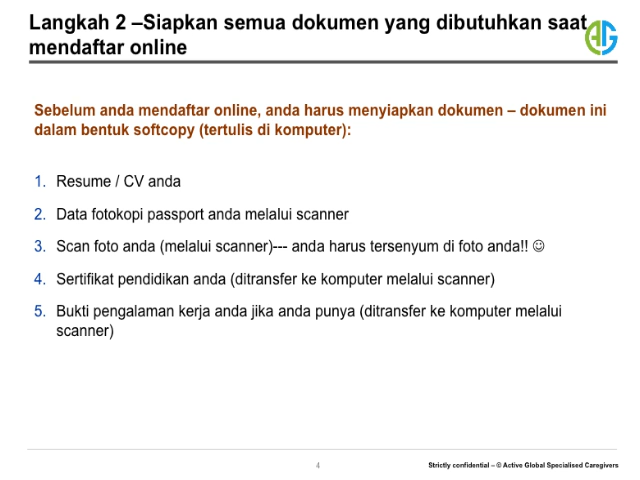 Langkah 2 –Siapkan semua dokumen yang dibutuhkan saat
mendaftar online
AG
Sebelum anda mendaftar online, anda harus menyiapkan dokumen – dokumen ini
dalam bentuk softcopy (tertulis di komputer):
1. Resume / CV anda
2. Data fotokopi passport anda melalui scanner
3. Scan foto anda (melalui scanner)--- anda harus tersenyum di foto anda!! ☺
4. Sertifikat pendidikan anda (ditransfer ke komputer melalui scanner)
5. Bukti pengalaman kerja anda jika anda punya (ditransfer ke komputer melalui
scanner)
4
Strictly confidential – © Active Global Specialised Caregivers